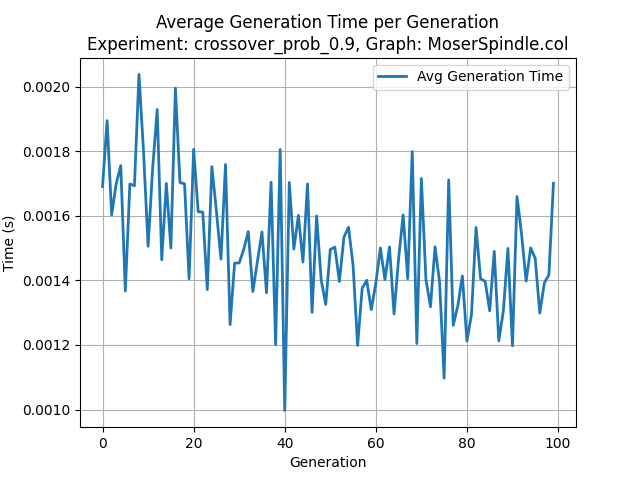 Average Generation Time per Generation
Experiment: crossover_prob_0.9, Graph: MoserSpindle.col
Avg Generation Time
0.0020
0.0018
0.0016
0.0014
0.0012
0.0010
Time (s)
0 20 40 60 80 100
Generation